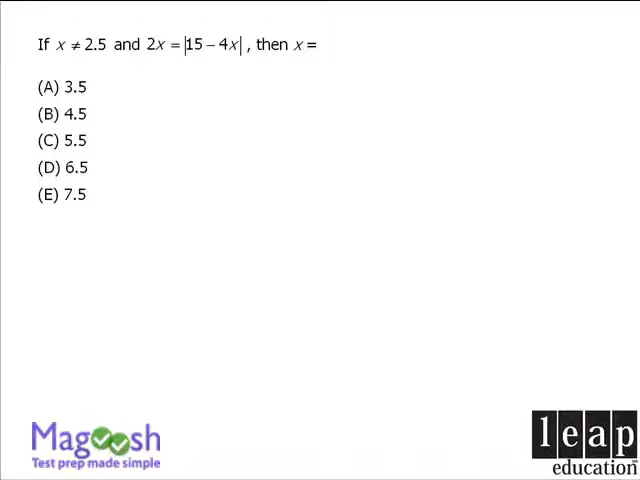 If x ≠ 2.5 and 2x = |15 − 4x| , then x =
(A) 3.5
(B) 4.5
(C) 5.5
(D) 6.5
(E) 7.5
Magoosh
Test prep made simple
leap
education